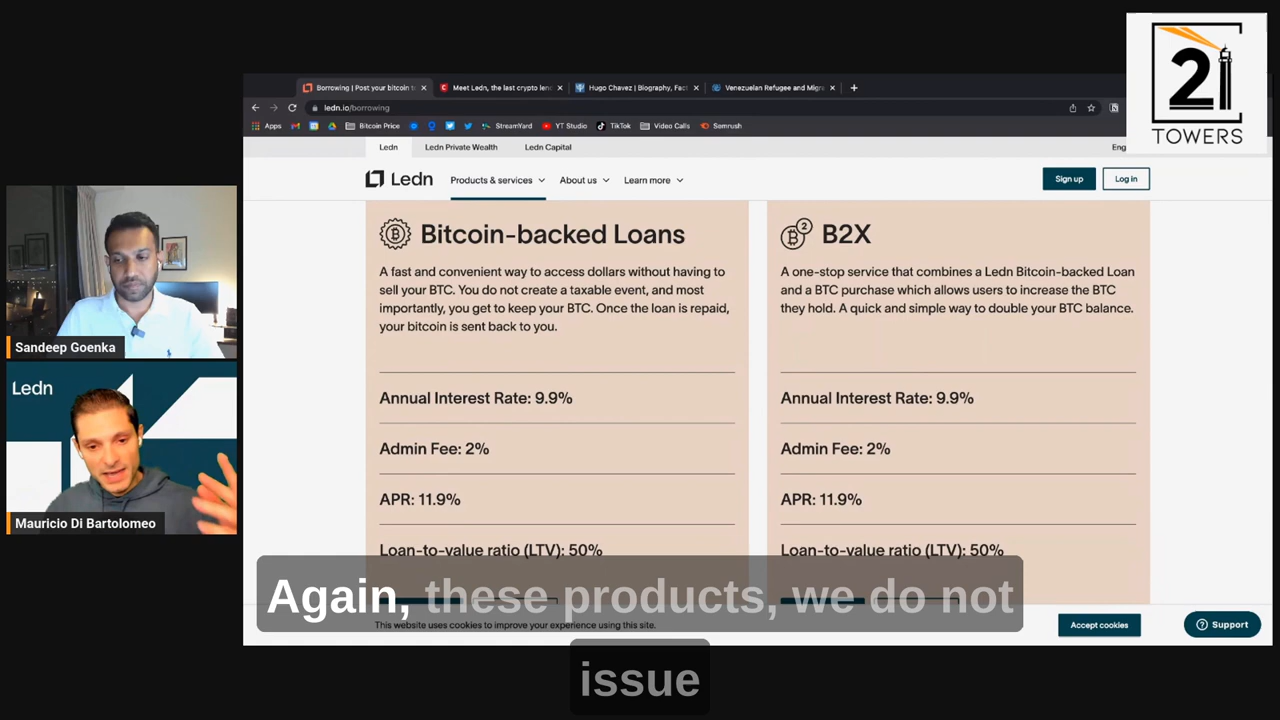 21
TOWERS
Borrowing | Post your bitcoin t
Meet Ledn, the last crypto lenc
Hugo Chavez | Biography, Fact
Venezuelan Refugee and Migra
ledn.io/borrowing
Apps
Bitcoin Price
StreamYard
YT Studio
TikTok
Video Calls
Semrush
Ledn
Ledn Private Wealth
Ledn Capital
Eng
Ledn
Products & services
About us
Learn more
Sign up
Log in
Bitcoin-backed Loans
A fast and convenient way to access dollars without having to
sell your BTC. You do not create a taxable event, and most
importantly, you get to keep your BTC. Once the loan is repaid,
your bitcoin is sent back to you.
Annual Interest Rate: 9.9%
Admin Fee: 2%
APR: 11.9%
Loan-to-value ratio (LTV): 50%
B2X
A one-stop service that combines a Ledn Bitcoin-backed Loan
and a BTC purchase which allows users to increase the BTC
they hold. A quick and simple way to double your BTC balance.
Annual Interest Rate: 9.9%
Admin Fee: 2%
APR: 11.9%
Loan-to-value ratio (LTV): 50%
Sandeep Goenka
Ledn
Mauricio Di Bartolomeo
Again, these products, we do not
issue
This website uses cookies to improve your experience using this site.
Accept cookies
Support